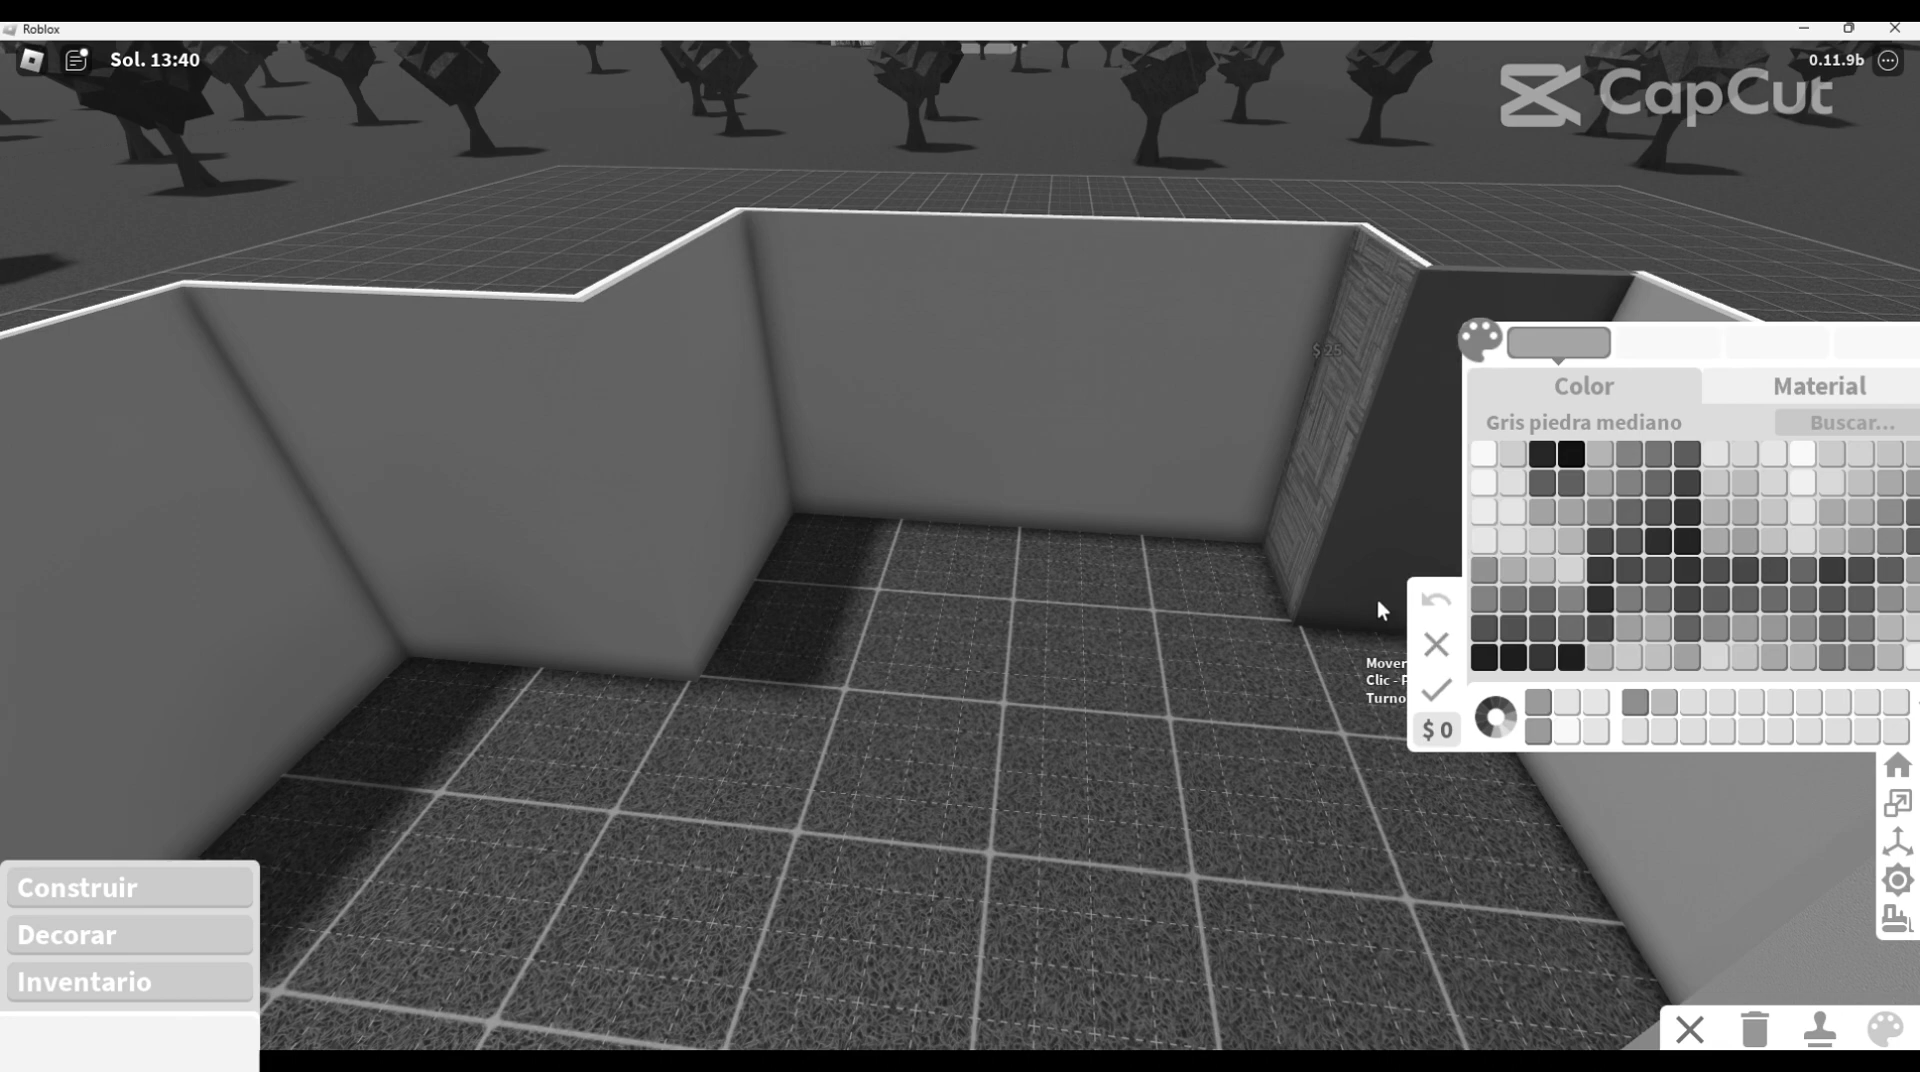 Roblox
Sol. 13:40
0.11.9b
CapCut
$ 25
Color
Material
Gris piedra mediano
Buscar...
Mover
Clic - P
Turno
$ 0
Construir
Decorar
Inventario